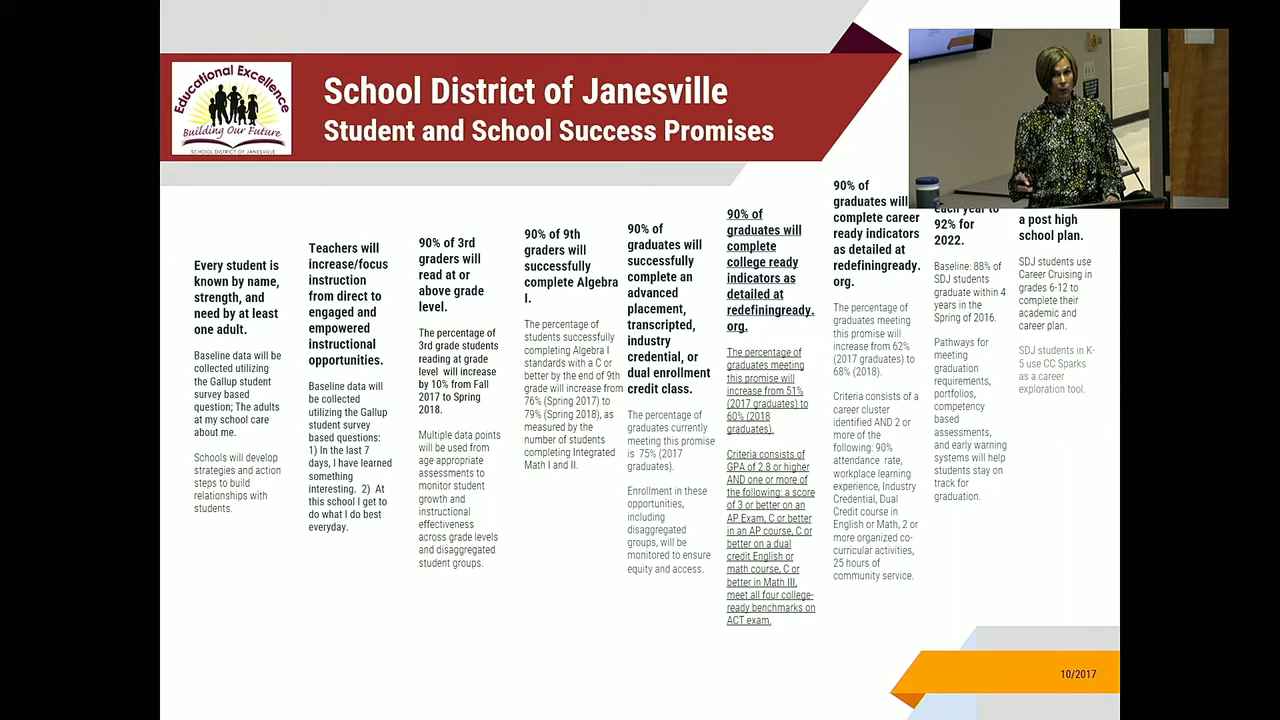 Educational Excellence
Building Our Future
SCHOOL DISTRICT OF JANESVILLE
School District of Janesville
Student and School Success Promises
Every student is
known by name,
strength, and
need by at least
one adult.
Baseline data will be
collected utilizing
the Gallup student
survey based
question; The adults
at my school care
about me.
Schools will develop
strategies and action
steps to build
relationships with
students.
Teachers will
increase/focus
instruction
from direct to
engaged and
empowered
instructional
opportunities.
Baseline data will
be collected
utilizing the Gallup
student survey
based questions:
1) In the last 7
days, I have learned
something
interesting. 2) At
this school I get to
do what I do best
everyday.
90% of 3rd
graders will
read at or
above grade
level.
The percentage of
3rd grade students
reading at grade
level will increase
by 10% from Fall
2017 to Spring
2018.
Multiple data points
will be used from
age appropriate
assessments to
monitor student
growth and
instructional
effectiveness
across grade levels
and disaggregated
student groups.
90% of 9th
graders will
successfully
complete Algebra
I.
The percentage of
students successfully
completing Algebra I
standards with a C or
better by the end of 9th
grade will increase from
76% (Spring 2017) to
79% (Spring 2018), as
measured by the
number of students
completing Integrated
Math I and II.
90% of
graduates will
successfully
complete an
advanced
placement,
transcripted,
industry
credential, or
dual enrollment
credit class.
The percentage of
graduates currently
meeting this promise
is 75% (2017
graduates).
Enrollment in these
opportunities,
including
disaggregated
groups, will be
monitored to ensure
equity and access.
90% of
graduates will
complete
college ready
indicators as
detailed at
redefiningready.
org.
The percentage of
graduates meeting
this promise will
increase from 51%
(2017 graduates) to
60% (2018
graduates).
Criteria consists of
GPA of 2.8 or higher
AND one or more of
the following: a score
of 3 or better on an
AP Exam, C or better
in an AP course, C or
better on a dual
credit English or
math course, C or
better in Math III,
meet all four college-
ready benchmarks on
ACT exam.
90% of
graduates will
complete career
ready indicators
as detailed at
redefiningready.
org.
The percentage of
graduates meeting
this promise will
increase from 62%
(2017 graduates) to
68% (2018).
Criteria consists of a
career cluster
identified AND 2 or
more of the
following: 90%
attendance rate,
workplace learning
experience, Industry
Credential, Dual
Credit course in
English or Math, 2 or
more organized co-
curricular activities,
25 hours of
community service.
each year to
92% for
2022.
Baseline: 88% of
SDJ students
graduate within 4
years in the
Spring of 2016.
Pathways for
meeting
graduation
requirements,
portfolios,
competency
based
assessments,
and early warning
systems will help
students stay on
track for
graduation.
a post high
school plan.
SDJ students use
Career Cruising in
grades 6-12 to
complete their
academic and
career plan.
SDJ students in K-
5 use CC Sparks
as a career
exploration tool.
10/2017